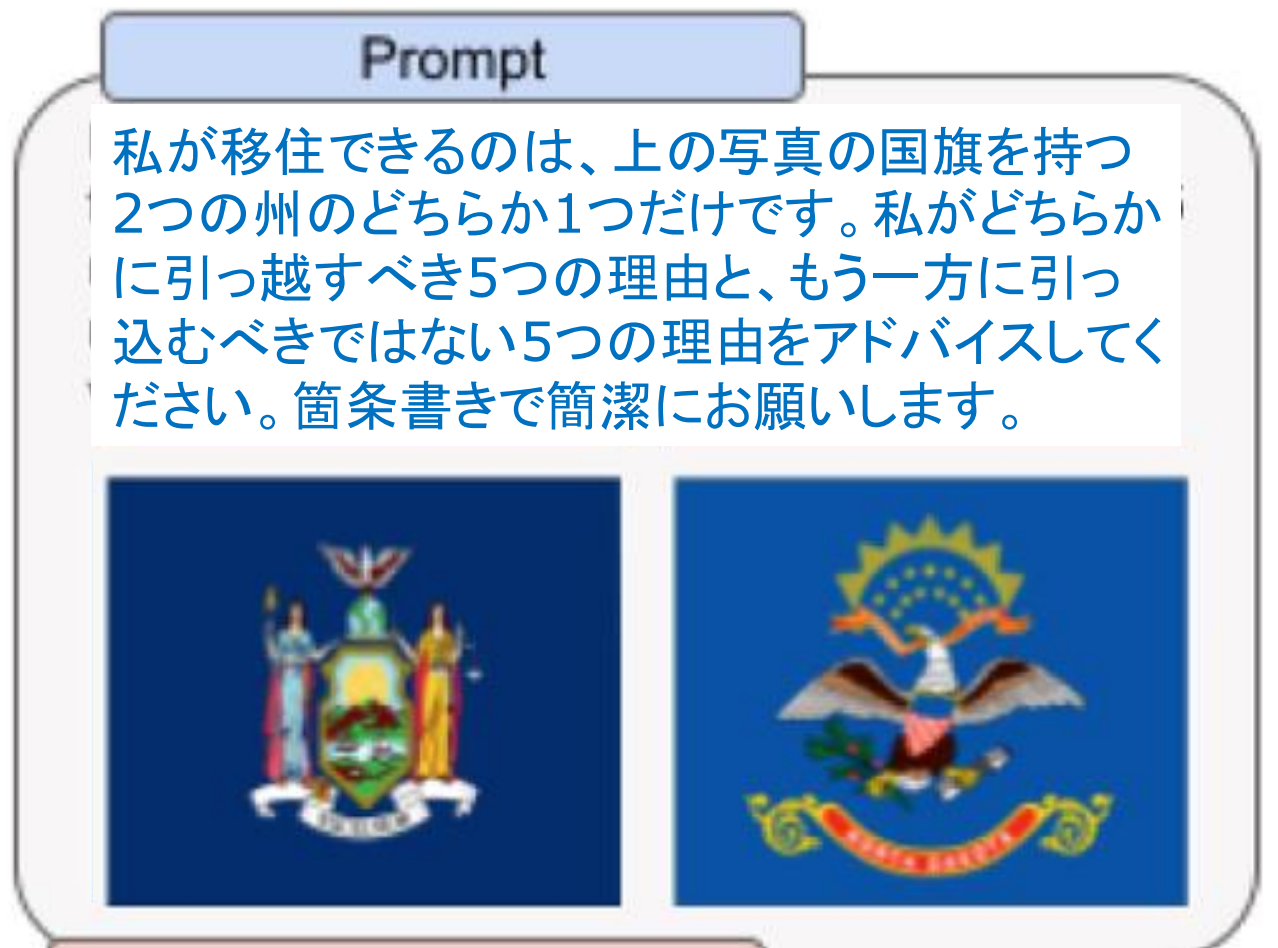 Prompt
私が移住できるのは、上の写真の国旗を持つ
2つの州のどちらか1つだけです。私がどちらか
に引っ越すべき5つの理由と、もう一方に引っ
込むべきではない5つの理由をアドバイスしてく
ださい。箇条書きで簡潔にお願いします。
NORTH DAKOTA